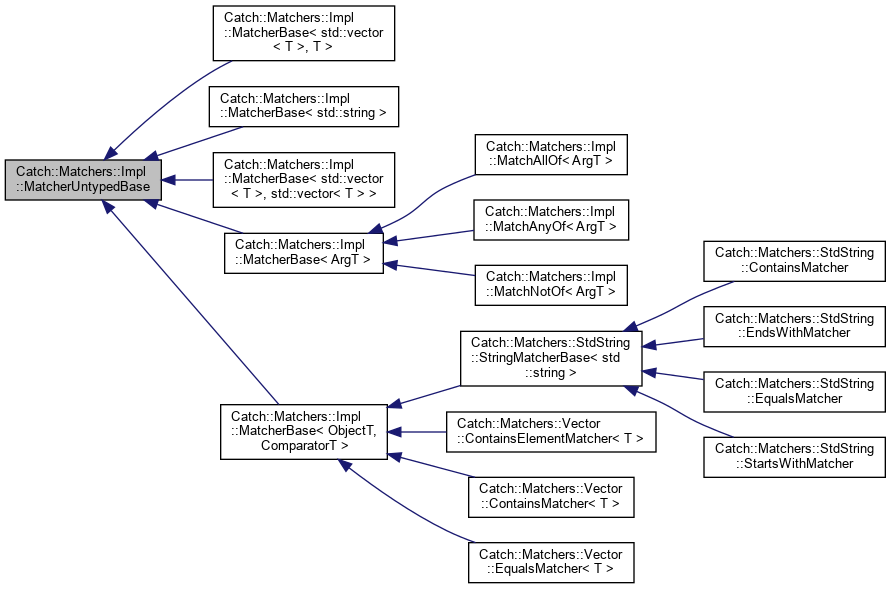 Catch::Matchers::Impl
::MatcherUntypedBase
Catch::Matchers::Impl
::MatcherBase< std::vector
< T >, T >
Catch::Matchers::Impl
::MatcherBase< std::string >
Catch::Matchers::Impl
::MatcherBase< std::vector
< T >, std::vector< T > >
Catch::Matchers::Impl
::MatcherBase< ArgT >
Catch::Matchers::Impl
::MatcherBase< ObjectT,
ComparatorT >
Catch::Matchers::Impl
::MatchAllOf< ArgT >
Catch::Matchers::Impl
::MatchAnyOf< ArgT >
Catch::Matchers::Impl
::MatchNotOf< ArgT >
Catch::Matchers::StdString
::StringMatcherBase< std
::string >
Catch::Matchers::Vector
::ContainsElementMatcher< T >
Catch::Matchers::Vector
::ContainsMatcher< T >
Catch::Matchers::Vector
::EqualsMatcher< T >
Catch::Matchers::StdString
::ContainsMatcher
Catch::Matchers::StdString
::EndsWithMatcher
Catch::Matchers::StdString
::EqualsMatcher
Catch::Matchers::StdString
::StartsWithMatcher